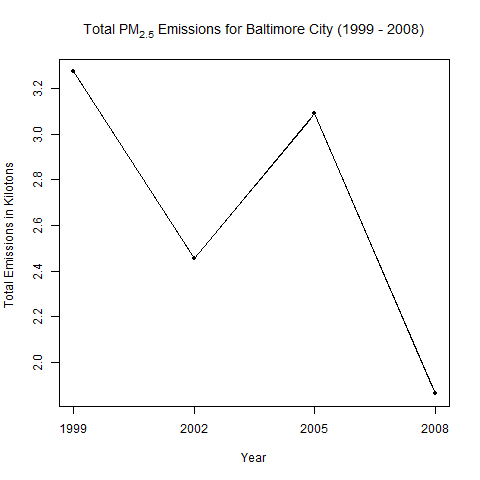 Total PM2.5 Emissions for Baltimore City (1999 - 2008)
Total Emissions in Kilotons
3.2
3.0
2.8
2.6
2.4
2.2
2.0
1999 2002 2005 2008
Year